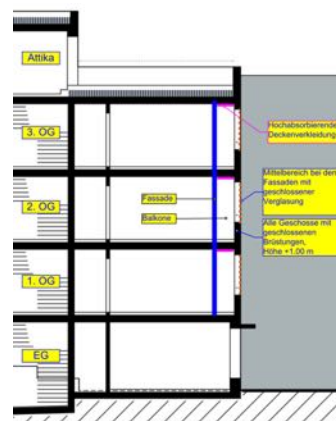 Attika
3. OG
Hochabsorbierende
Deckenverkleidung
2. OG
Fassade
Balkone
Mittelbereich bei den
Fassaden mit
geschlossener
Verglasung
Alle Geschosse mit
geschlossenen
Brüstungen,
Höhe +1.00 m
1. OG
EG